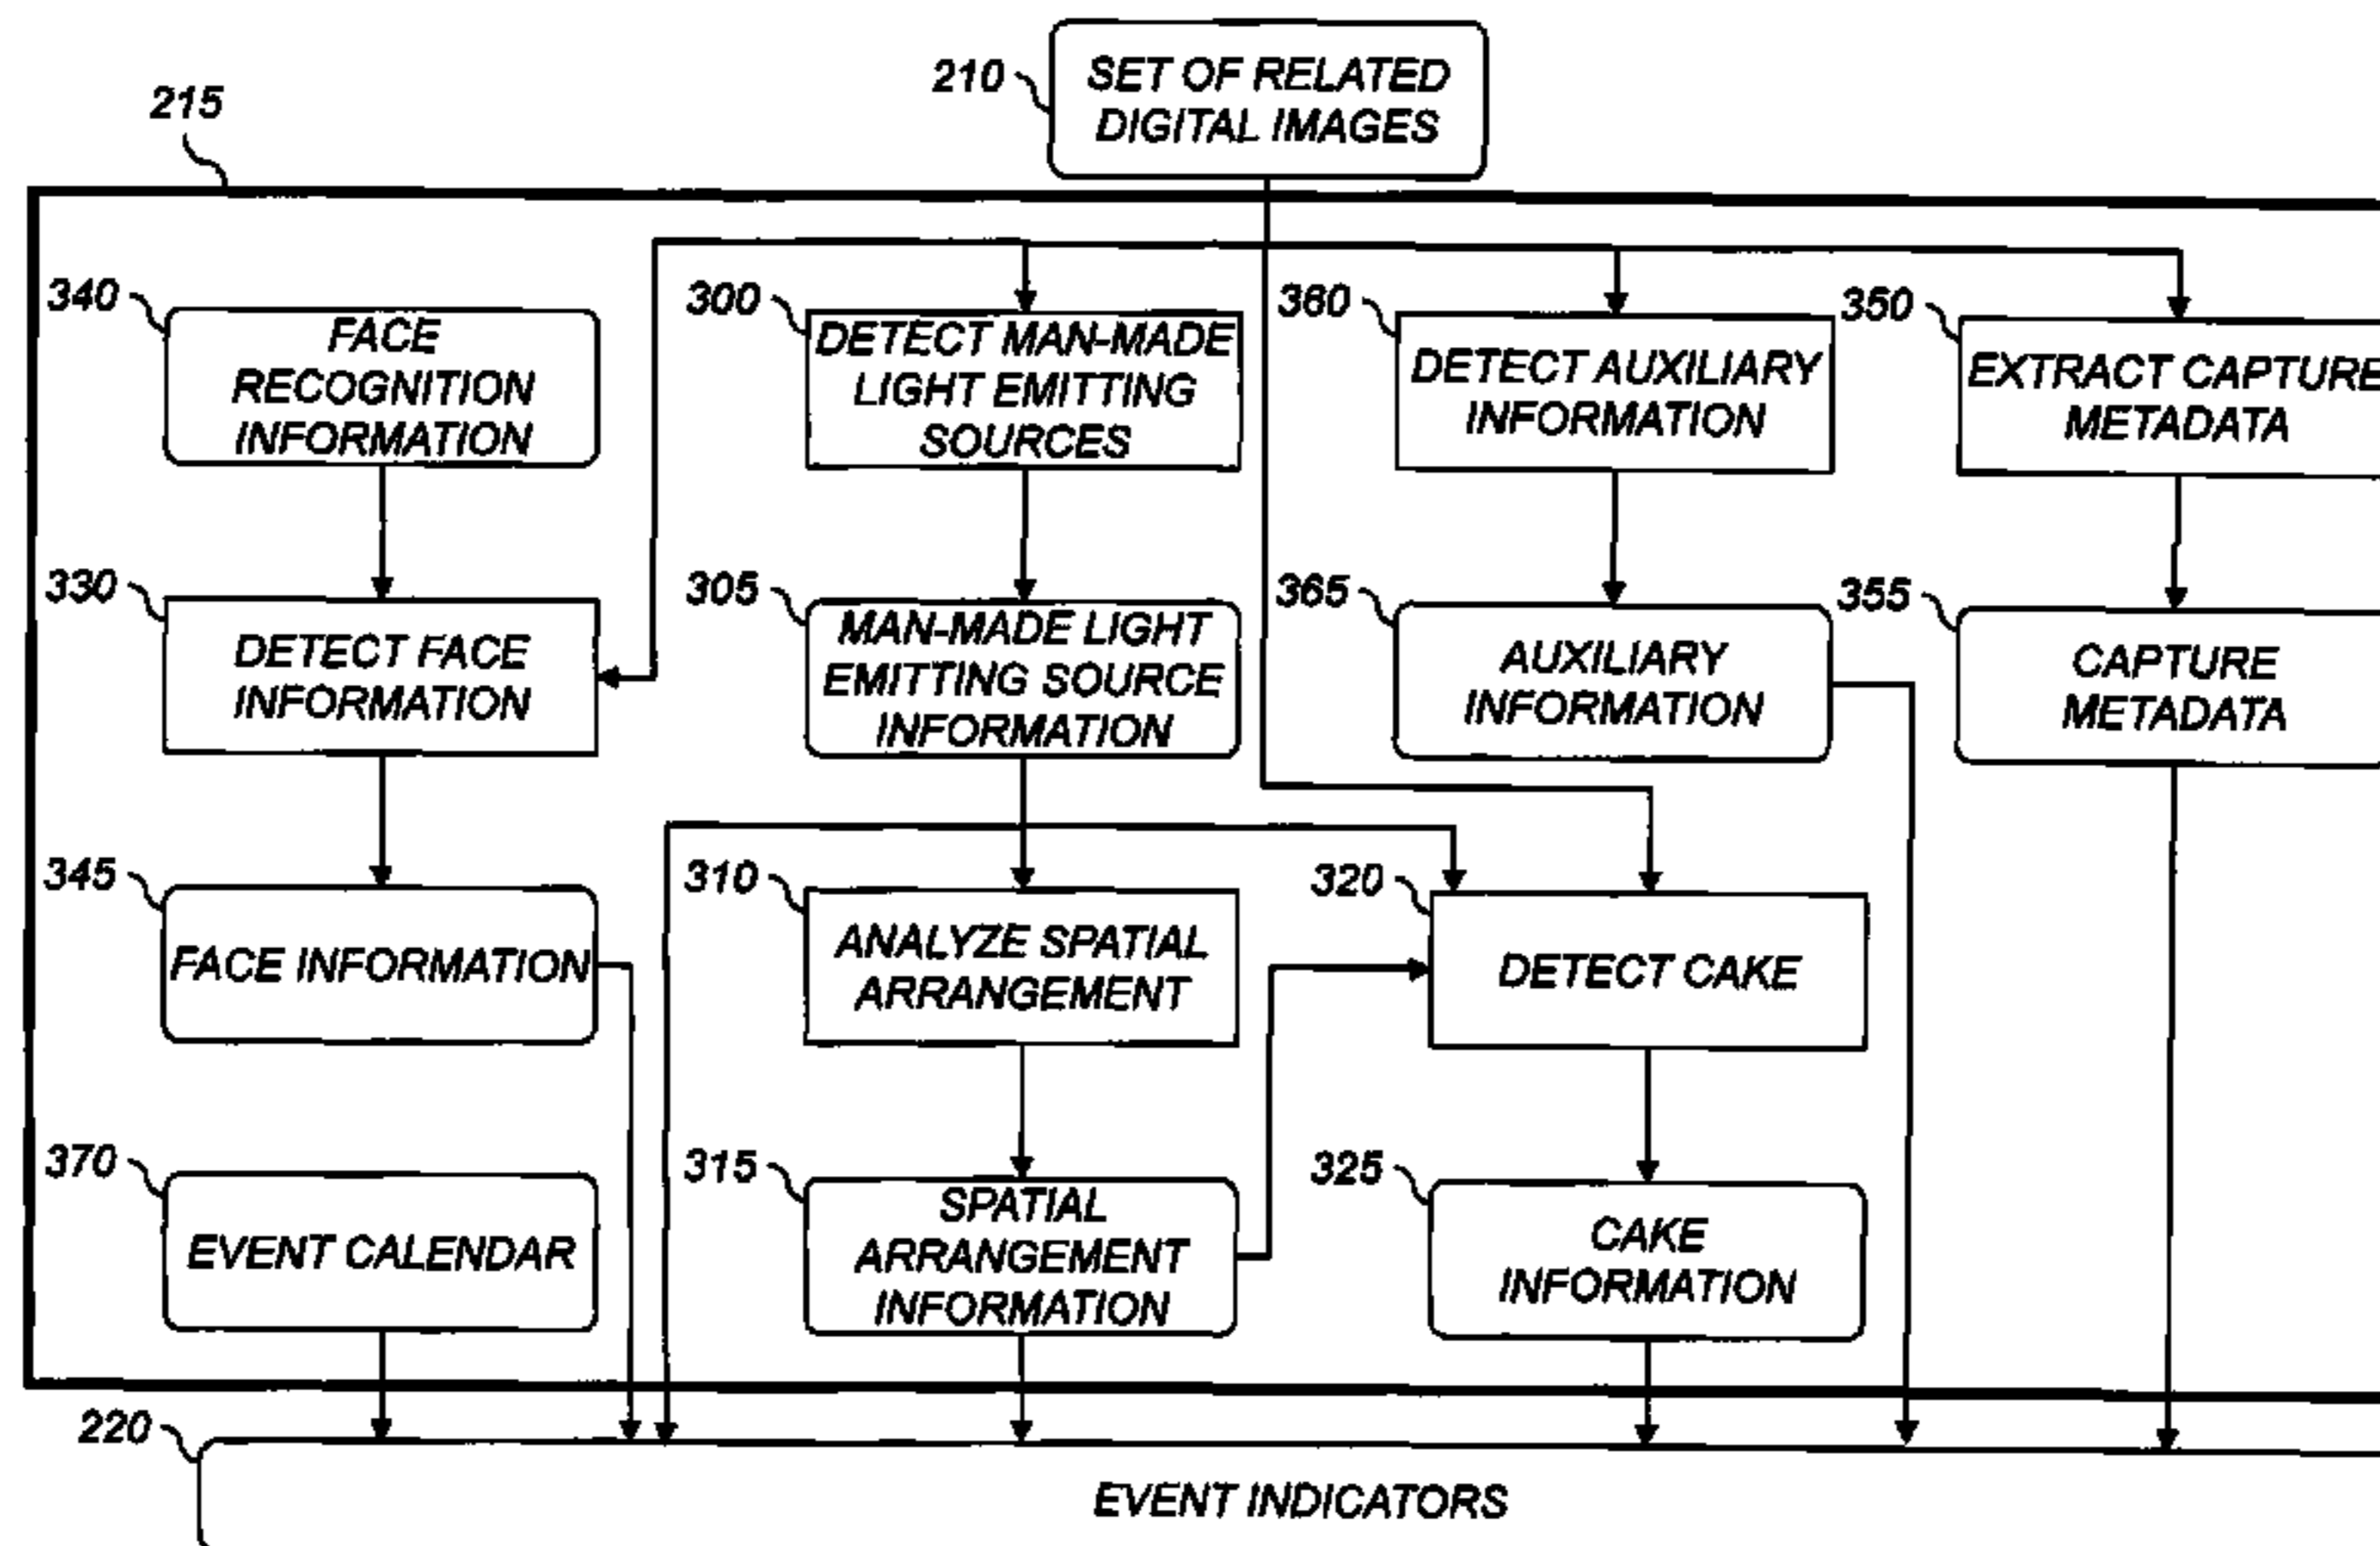 210
SET OF RELATED
DIGITAL IMAGES
215
340
FACE
RECOGNITION
INFORMATION
300
DETECT MAN-MADE
LIGHT EMITTING
SOURCES
360
DETECT AUXILIARY
INFORMATION
350
EXTRACT CAPTURE
METADATA
330
DETECT FACE
INFORMATION
305
MAN-MADE LIGHT
EMITTING SOURCE
INFORMATION
365
AUXILIARY
INFORMATION
355
CAPTURE
METADATA
345
FACE INFORMATION
310
ANALYZE SPATIAL
ARRANGEMENT
320
DETECT CAKE
370
EVENT CALENDAR
315
SPATIAL
ARRANGEMENT
INFORMATION
325
CAKE
INFORMATION
220
EVENT INDICATORS